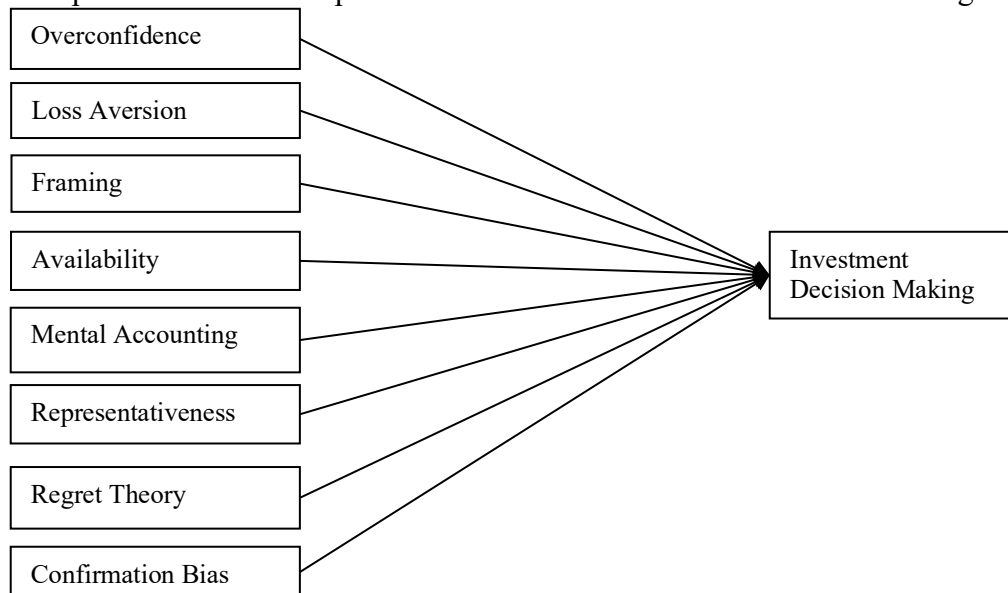 Overconfidence
Loss Aversion
Framing
Availability
Investment
Decision Making
Mental Accounting
Representativeness
Regret Theory
Confirmation Bias